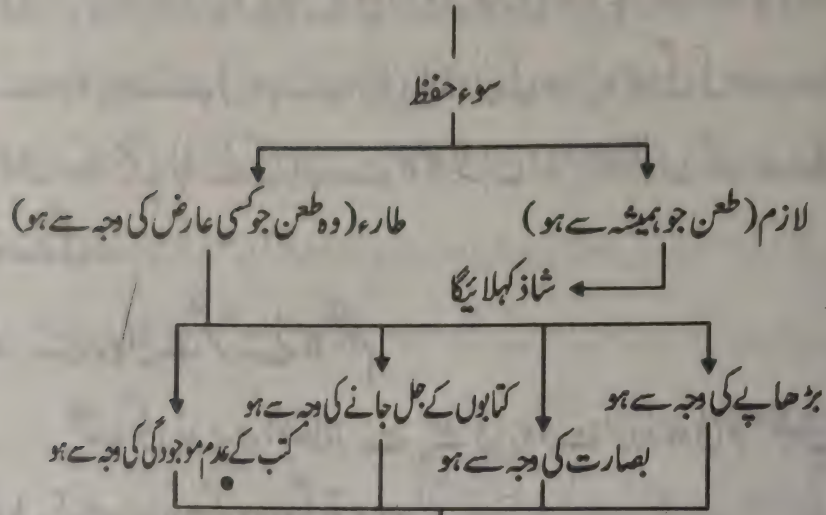 سوء حفظ
لازم (طعن جو ہمیشہ سے ہو)
طارء (وہ طعن جو کسی عارض کی وجہ سے ہو)
شاذ کہلائیگا
بڑھاپے کی وجہ سے ہو
بصارت کی وجہ سے ہو
کتابوں کے جل جانے کی وجہ سے ہو
کتب کے عدم موجودگی کی وجہ سے ہو